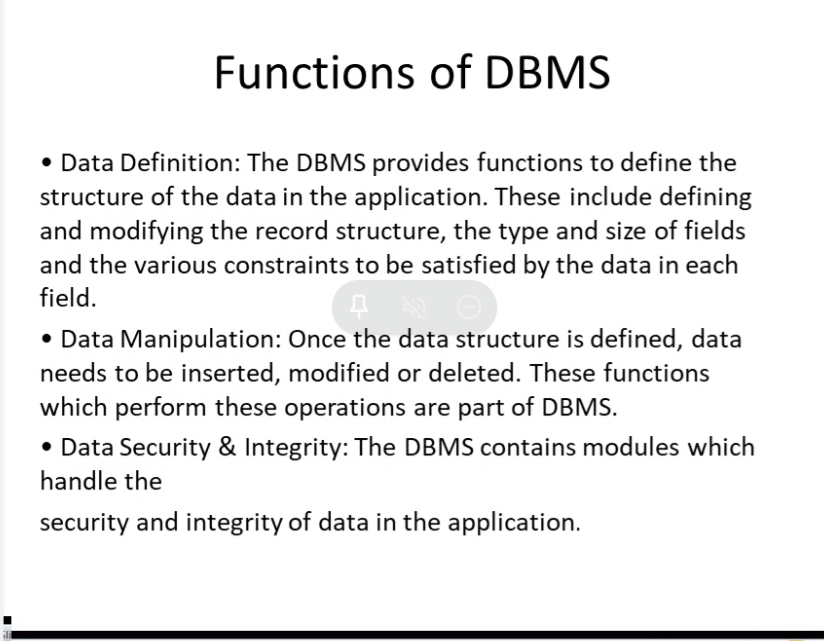 Functions of DBMS
• Data Definition: The DBMS provides functions to define the
structure of the data in the application. These include defining
and modifying the record structure, the type and size of fields
and the various constraints to be satisfied by the data in each
field.
• Data Manipulation: Once the data structure is defined, data
needs to be inserted, modified or deleted. These functions
which perform these operations are part of DBMS.
• Data Security & Integrity: The DBMS contains modules which
handle the
security and integrity of data in the application.